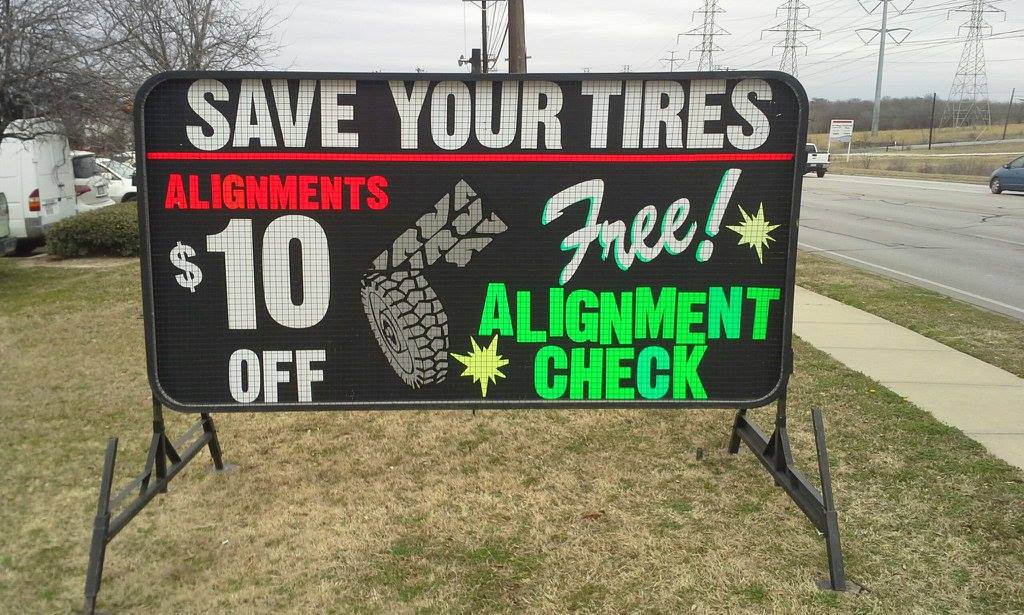 SAVE YOUR TIRES
ALIGNMENTS
$10
OFF
Free!
ALIGNMENT
CHECK